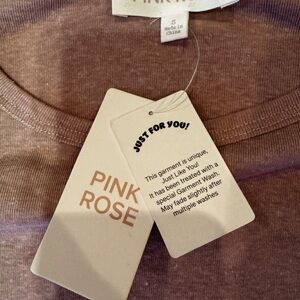 S
Made in
China
JUST FOR YOU!
This garment is unique,
Just Like You!
It has been treated with a
special Garment Wash.
May fade slightly after
multiple washes
PINK
ROSE